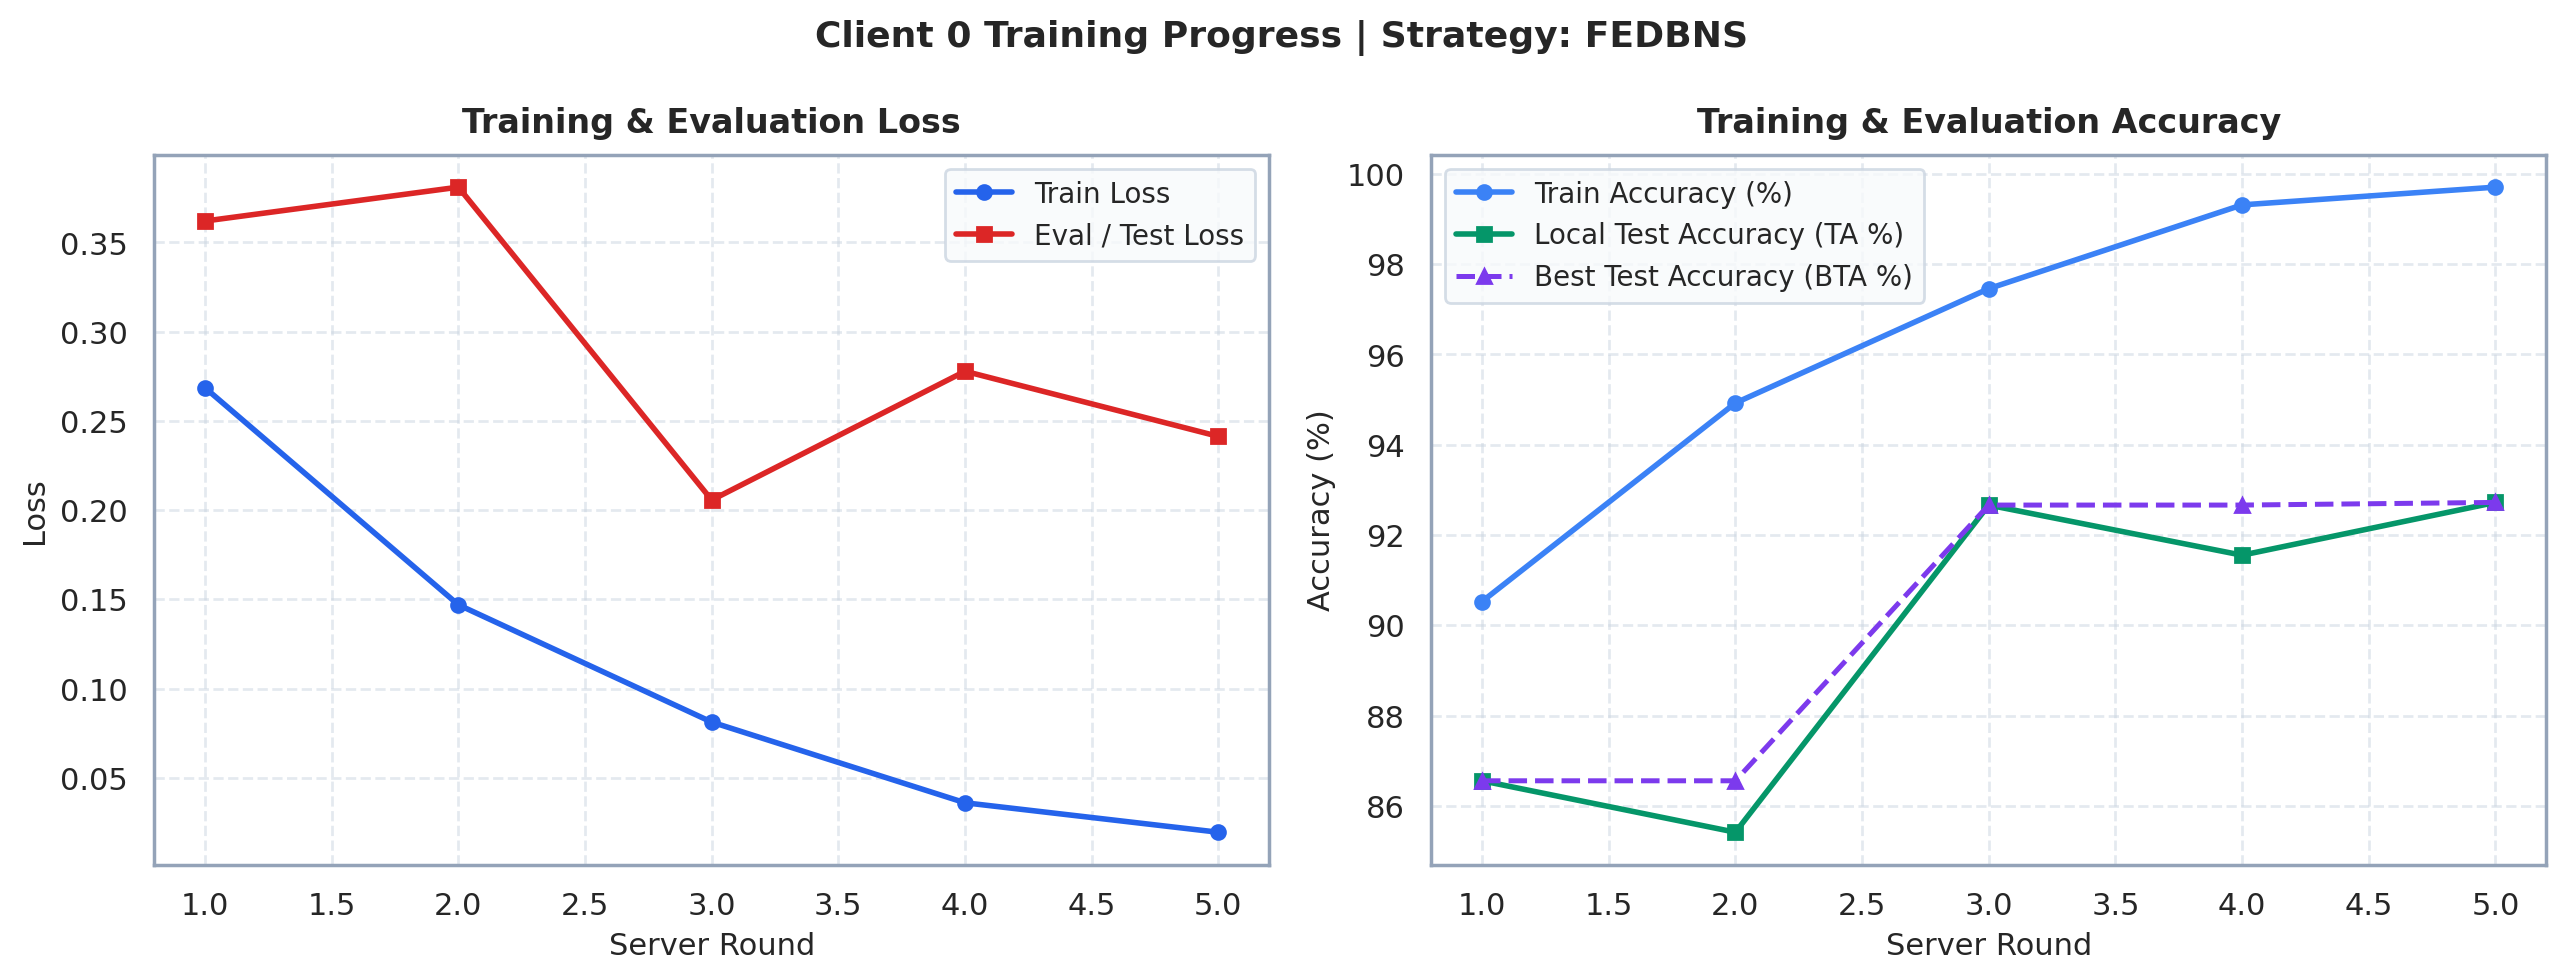 Client 0 Training Progress | Strategy: FEDBNS
Training & Evaluation Loss
Train Loss
Eval / Test Loss
0.35
0.30
0.25
0.20
0.15
0.10
0.05
Loss
1.0 1.5 2.0 2.5 3.0 3.5 4.0 4.5 5.0
Server Round
Training & Evaluation Accuracy
Train Accuracy (%)
Local Test Accuracy (TA %)
Best Test Accuracy (BTA %)
100
98
96
94
92
90
88
86
Accuracy (%)
1.0 1.5 2.0 2.5 3.0 3.5 4.0 4.5 5.0
Server Round